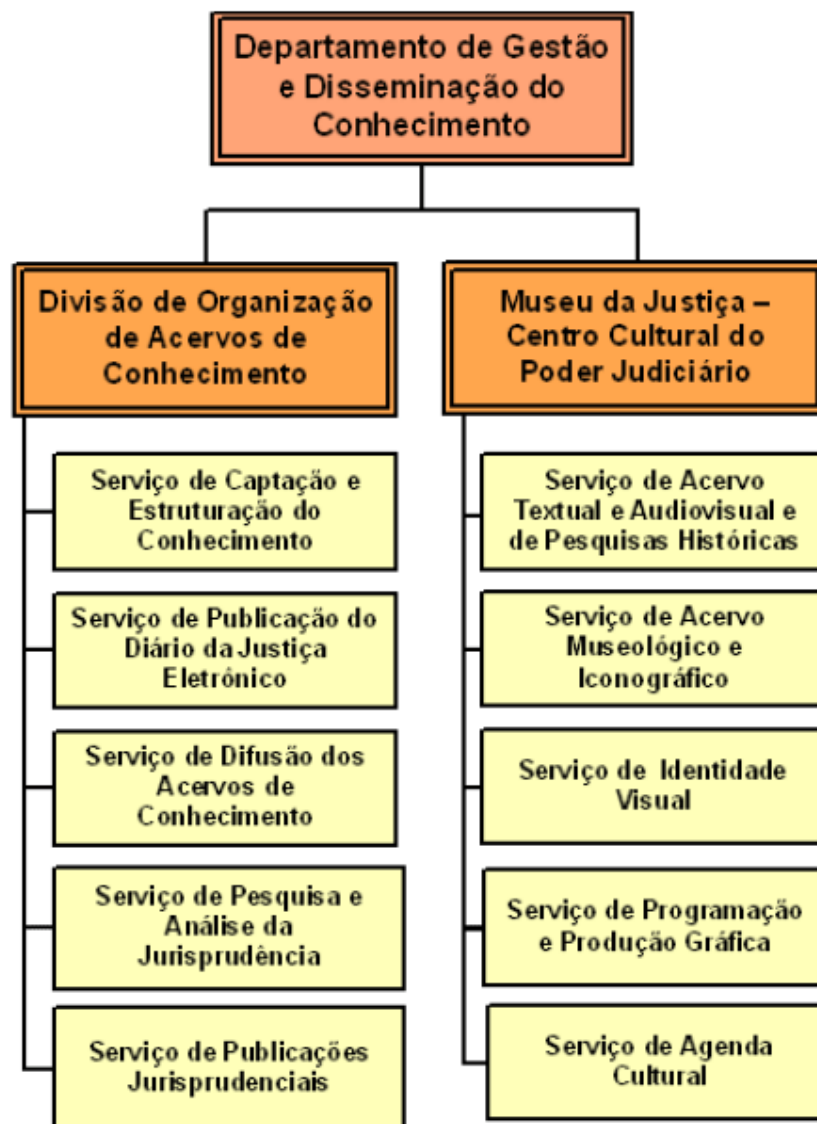 Departamento de Gestão
e Disseminação do
Conhecimento
Divisão de Organização
de Acervos de
Conhecimento
Serviço de Captação e
Estruturação do
Conhecimento
Serviço de Publicação do
Diário da Justiça
Eletrônico
Serviço de Difusão dos
Acervos de
Conhecimento
Serviço de Pesquisa e
Análise da
Jurisprudência
Serviço de Publicações
Jurisprudenciais
Museu da Justiça –
Centro Cultural do
Poder Judiciário
Serviço de Acervo
Textual e Audiovisual e
de Pesquisas Históricas
Serviço de Acervo
Museológico e
Iconográfico
Serviço de Identidade
Visual
Serviço de Programação
e Produção Gráfica
Serviço de Agenda
Cultural